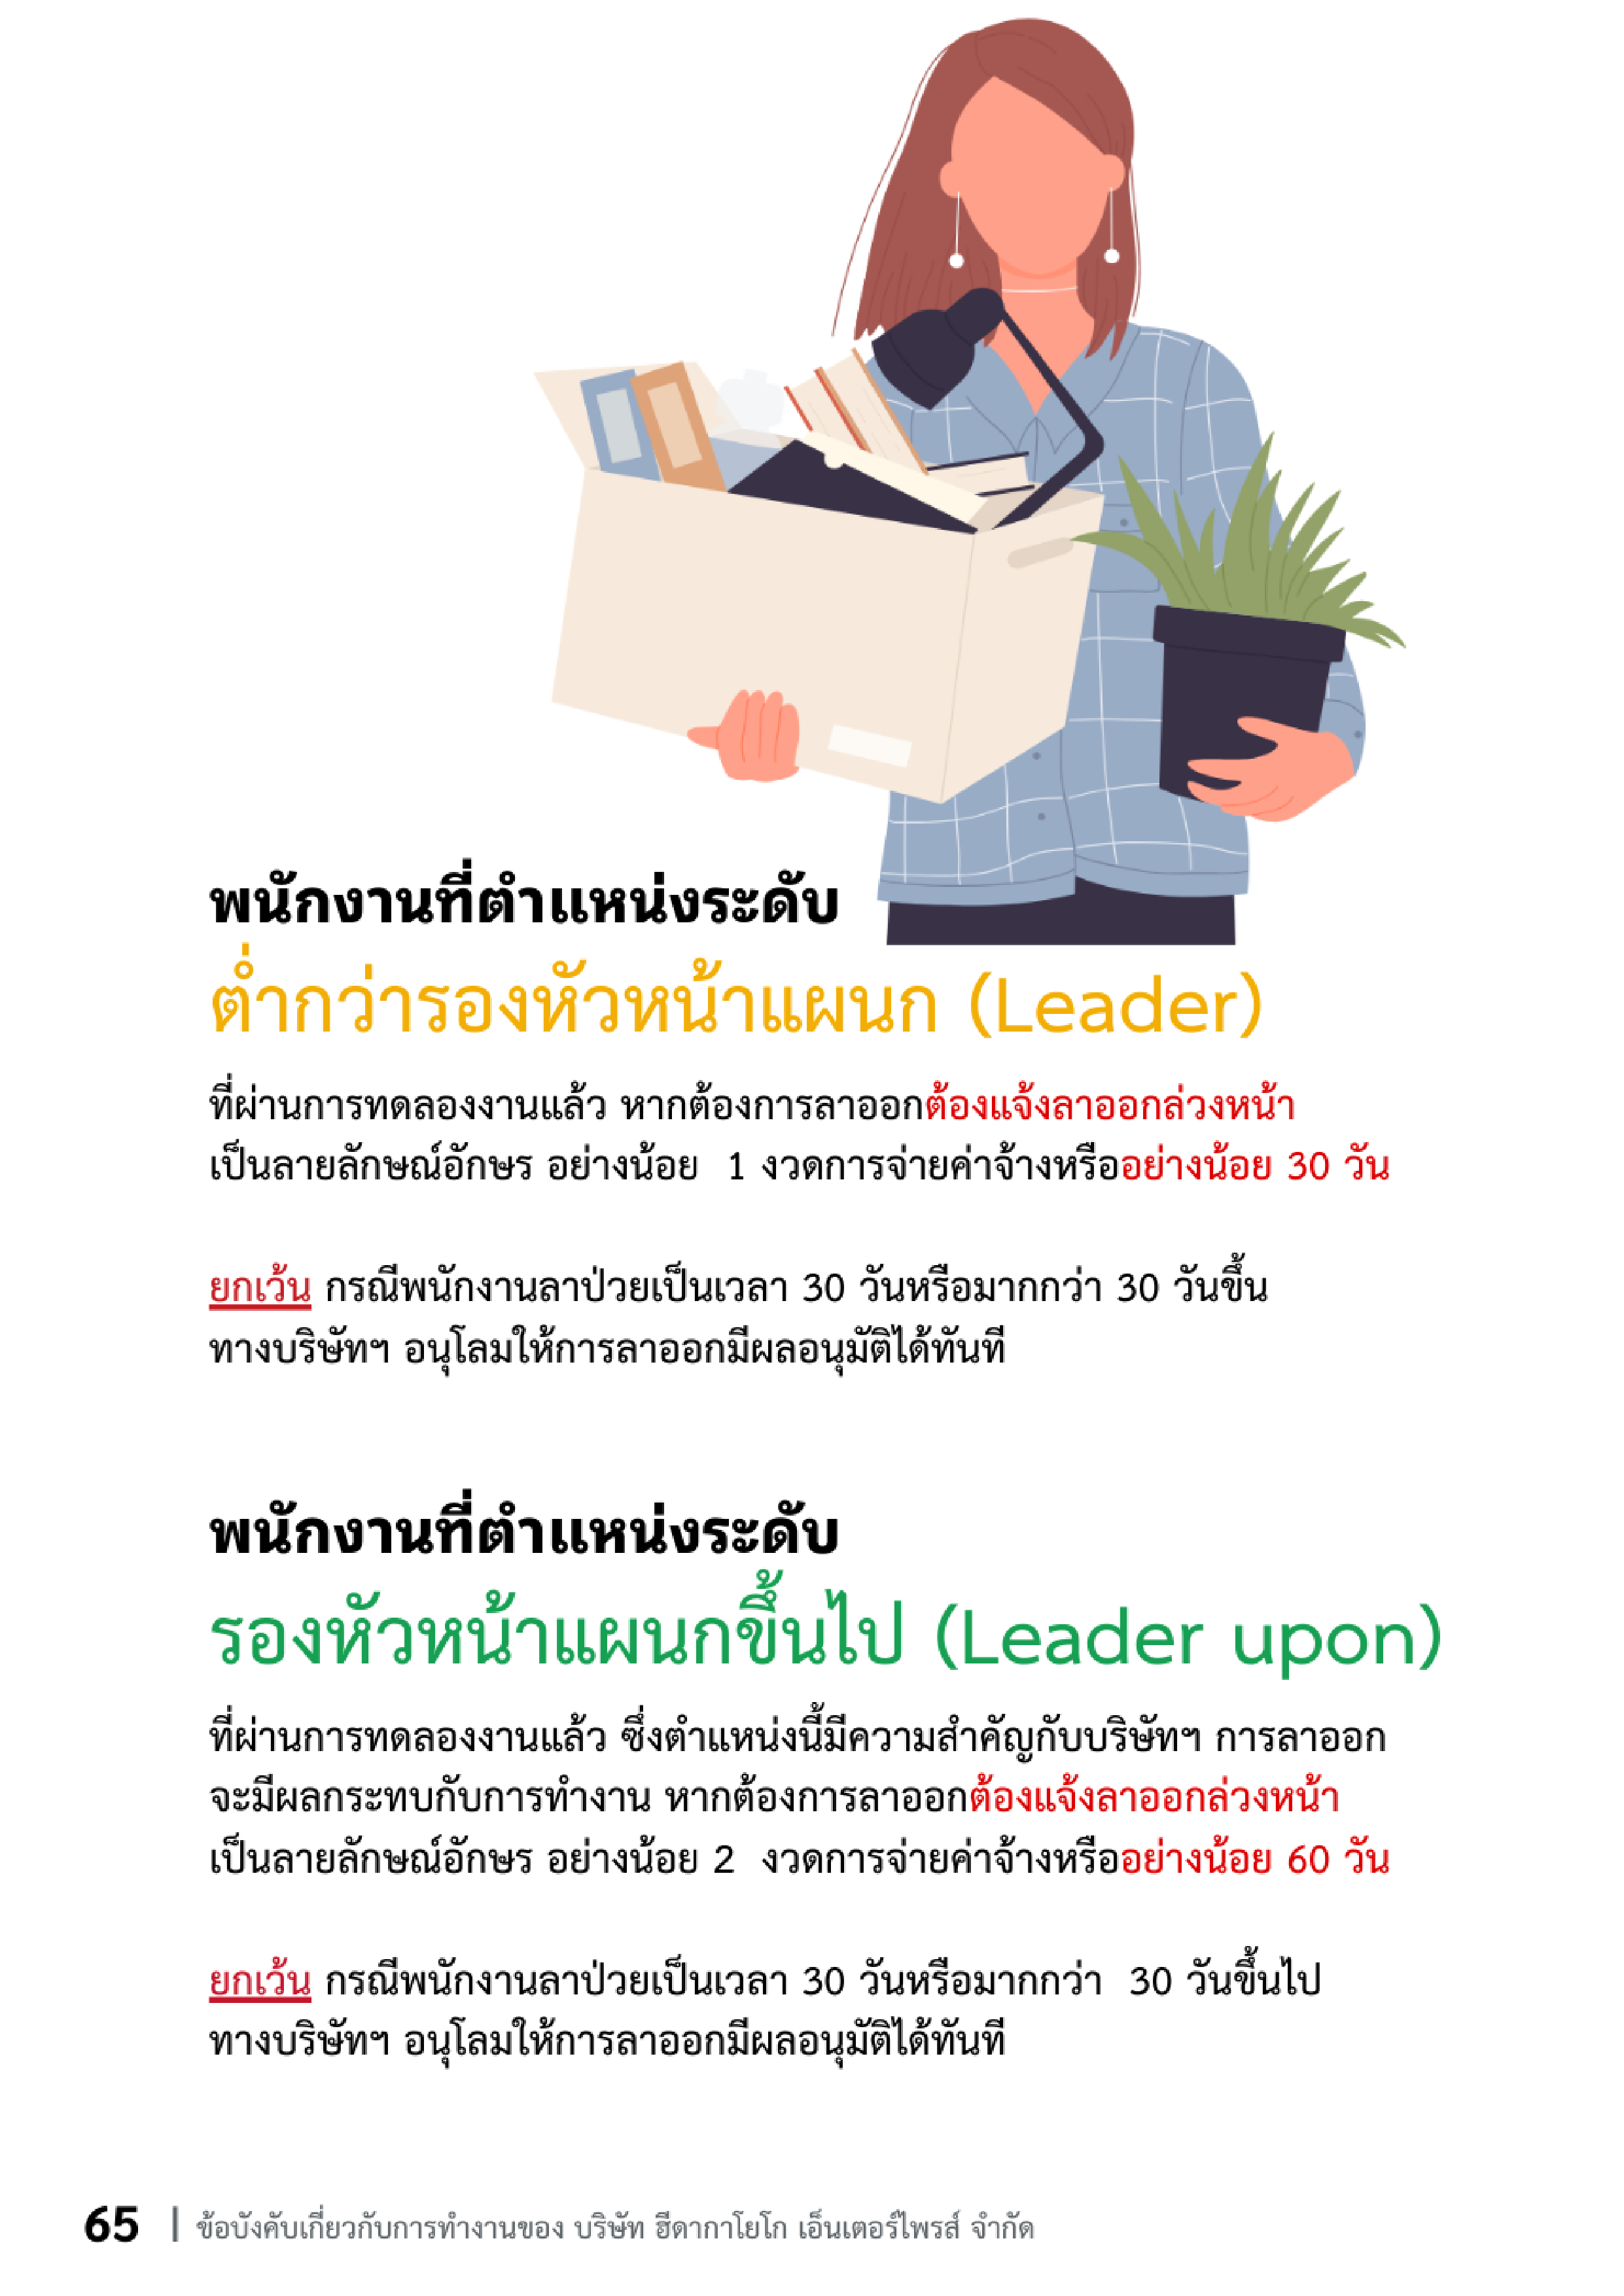 พนักงานที่ตำแหน่งระดับ
ต่ำกว่ารองหัวหน้าแผนก (Leader)
ที่ผ่านการทดลองงานแล้ว หากต้องการลาออกต้องแจ้งลาออกล่วงหน้า
เป็นลายลักษณ์อักษร อย่างน้อย 1 งวดการจ่ายค่าจ้างหรืออย่างน้อย 30 วัน
ยกเว้น กรณีพนักงานลาป่วยเป็นเวลา 30 วันหรือมากกว่า 30 วันขึ้น
ทางบริษัทฯ อนุโลมให้การลาออกมีผลอนุมัติได้ทันที
พนักงานที่ตำแหน่งระดับ
รองหัวหน้าแผนกขึ้นไป (Leader upon)
ที่ผ่านการทดลองงานแล้ว ซึ่งตำแหน่งนี้มีความสำคัญกับบริษัทฯ การลาออก
จะมีผลกระทบกับการทำงาน หากต้องการลาออกต้องแจ้งลาออกล่วงหน้า
เป็นลายลักษณ์อักษร อย่างน้อย 2 งวดการจ่ายค่าจ้างหรืออย่างน้อย 60 วัน
ยกเว้น กรณีพนักงานลาป่วยเป็นเวลา 30 วันหรือมากกว่า 30 วันขึ้นไป
ทางบริษัทฯ อนุโลมให้การลาออกมีผลอนุมัติได้ทันที
65 | ข้อบังคับเกี่ยวกับการทำงานของ บริษัท ฮีดากาโยโก เอ็นเตอร์ไพรส์ จำกัด